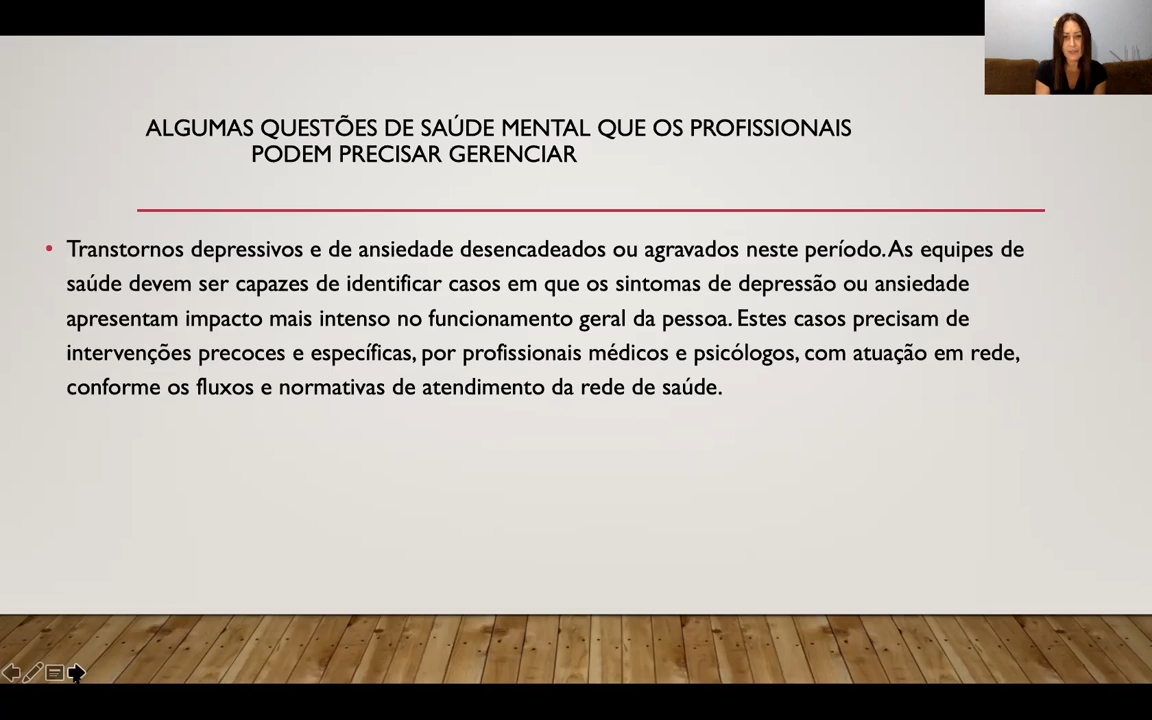 ALGUMAS QUESTÕES DE SAÚDE MENTAL QUE OS PROFISSIONAIS
PODEM PRECISAR GERENCIAR
• Transtornos depressivos e de ansiedade desencadeados ou agravados neste período. As equipes de
saúde devem ser capazes de identificar casos em que os sintomas de depressão ou ansiedade
apresentam impacto mais intenso no funcionamento geral da pessoa. Estes casos precisam de
intervenções precoces e específicas, por profissionais médicos e psicólogos, com atuação em rede,
conforme os fluxos e normativas de atendimento da rede de saúde.